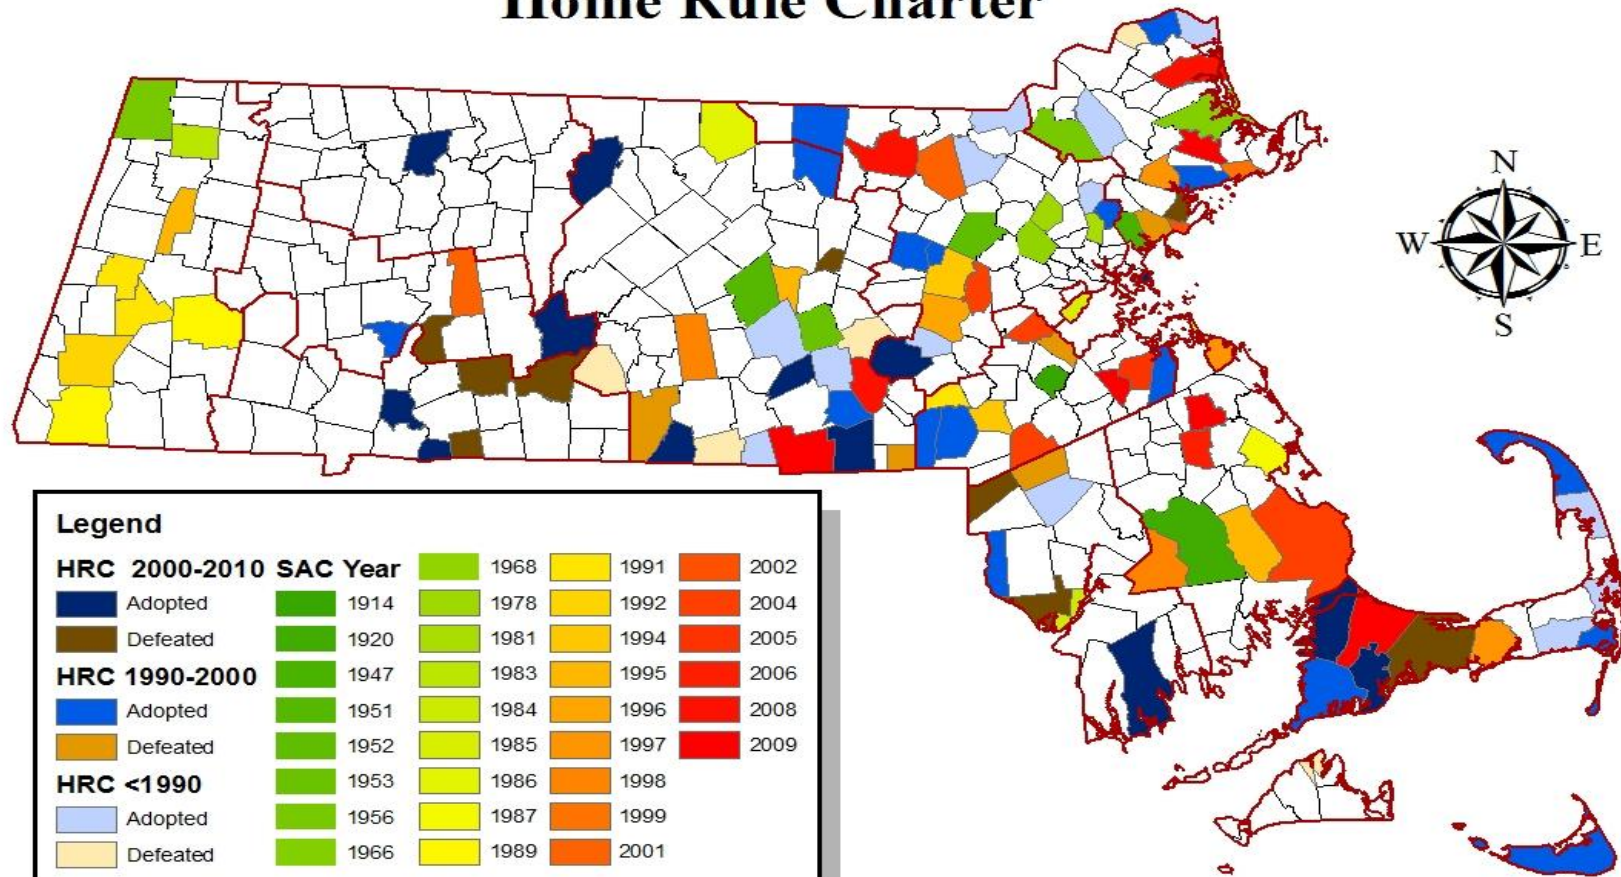 Home Rule Charter
N
W
E
S
Legend
HRC 2000-2010
Adopted
Defeated
HRC 1990-2000
Adopted
Defeated
HRC <1990
Adopted
Defeated
SAC Year
1914
1920
1947
1951
1952
1953
1956
1966
1968
1978
1981
1983
1984
1985
1986
1987
1989
1991
1992
1994
1995
1996
1997
1998
1999
2001
2002
2004
2005
2006
2008
2009